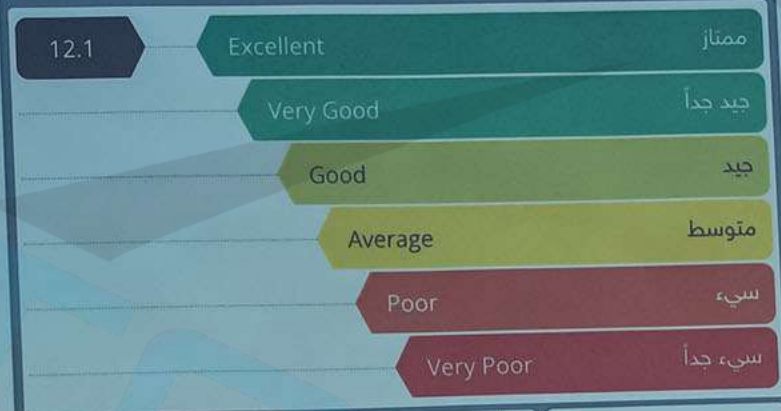 12.1 Excellent ممتاز
Very Good جيد جداً
Good جيد
Average متوسط
Poor سيء
Very Poor سيء جداً